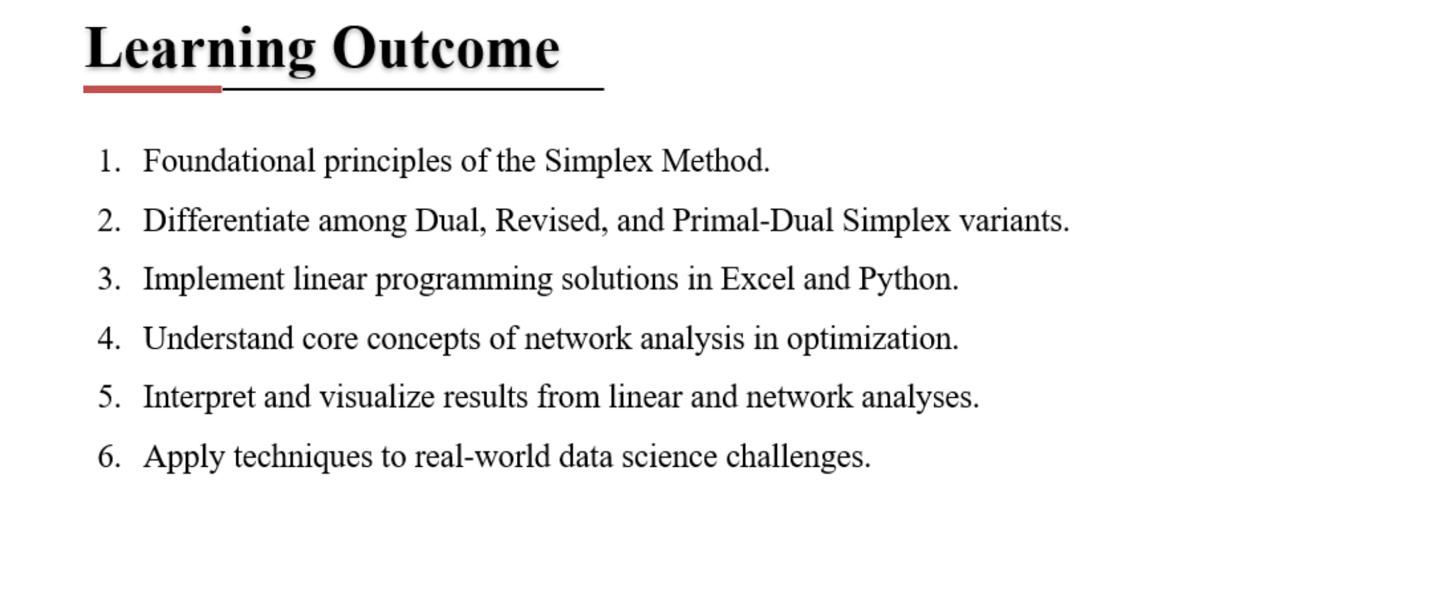 Learning Outcome
1. Foundational principles of the Simplex Method.
2. Differentiate among Dual, Revised, and Primal-Dual Simplex variants.
3. Implement linear programming solutions in Excel and Python.
4. Understand core concepts of network analysis in optimization.
5. Interpret and visualize results from linear and network analyses.
6. Apply techniques to real-world data science challenges.